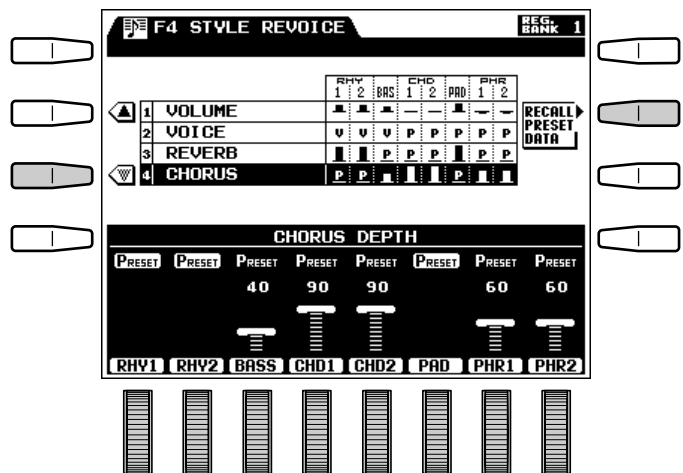 F4 STYLE REVOICE
REG. BANK 1
RHY CHD PHR
1 2 BAS 1 2 PAD 1 2
1 VOLUME
2 VOICE V V V P P P P P
3 REVERB P P P P P
4 CHORUS P P P
RECALL
PRESET
DATA
CHORUS DEPTH
PRESET PRESET PRESET PRESET PRESET PRESET PRESET PRESET
40 90 90 60 60
RHY1 RHY2 BASS CHD1 CHD2 PAD PHR1 PHR2